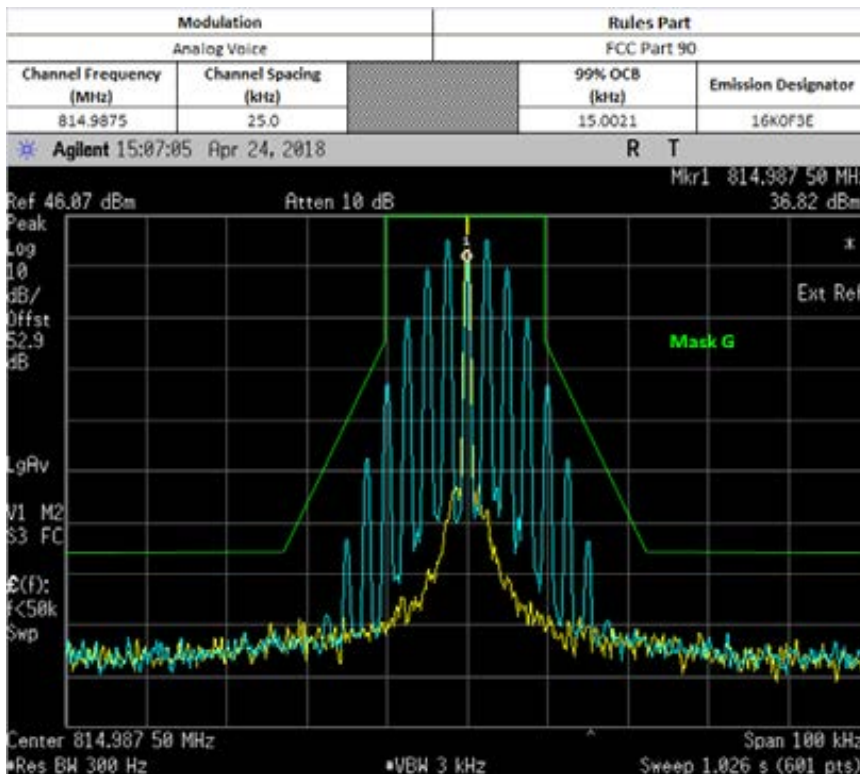 Modulation Rules Part
Analog Voice FCC Part 90
Channel Frequency (MHz) Channel Spacing (kHz) 99% OCB (kHz) Emission Designator
814.9875 25.0 15.0021 16K0F3E
Agilent 15:07:05 Apr 24, 2018 R T
Mkr1 814.987 50 MHz
Ref 46.07 dBm Atten 10 dB 36.82 dBm
Peak
Log
10
dB/
Offst
52.9
dB
1
*
Ext Ref
Mask G
LgAv
V1 M2
S3 FC
£(f):
f<50k
Swp
Center 814.987 50 MHz Span 100 kHz
*Res BW 300 Hz *VBW 3 kHz Sweep 1.026 s (601 pts)